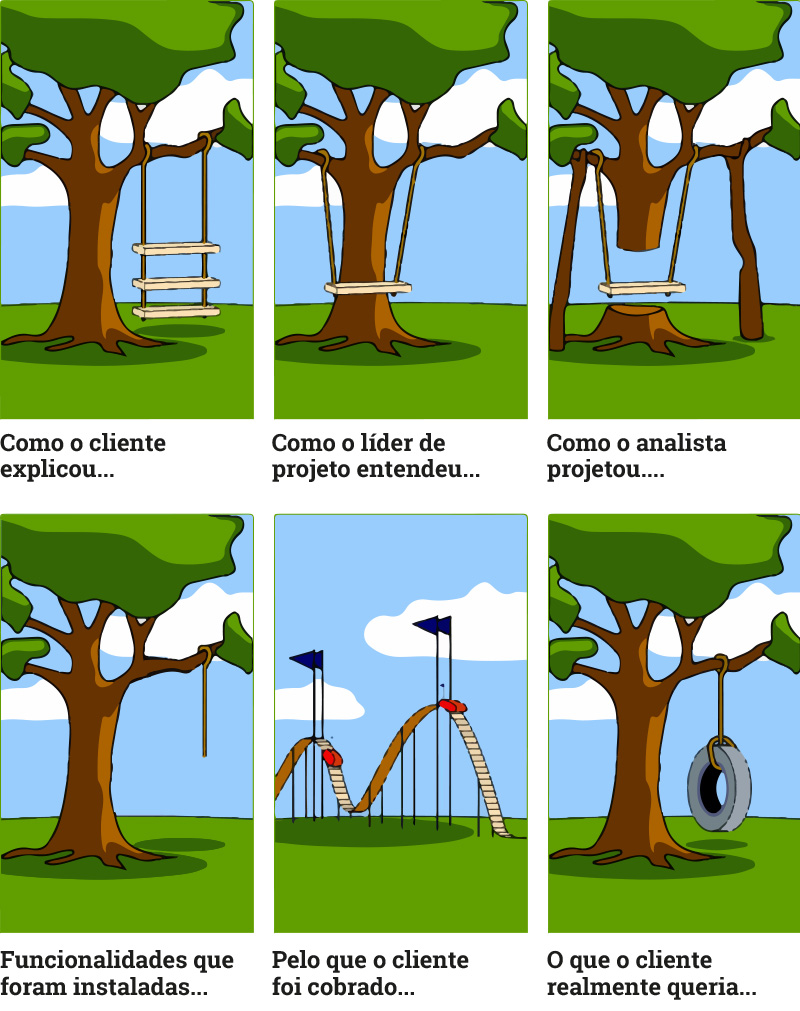 Como o cliente
explicou...
Como o líder de
projeto entendeu...
Como o analista
projetou....
Funcionalidades que
foram instaladas...
Pelo que o cliente
foi cobrado...
O que o cliente
realmente queria...